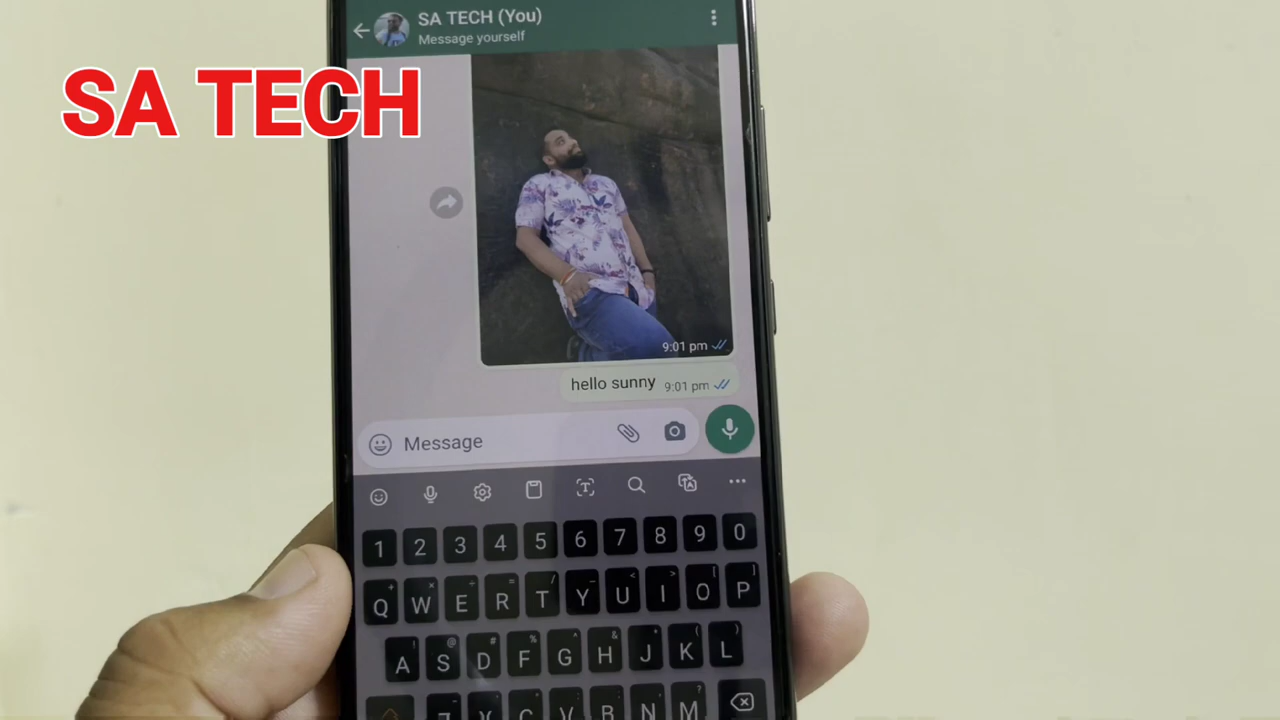 SA TECH (You)
Message yourself
SA TECH
9:01 pm
hello sunny 9:01 pm
Message
1 2 3 4 5 6 7 8 9 0
Q W E R T Y U I O P
A S D F G H J K L
C V B N M